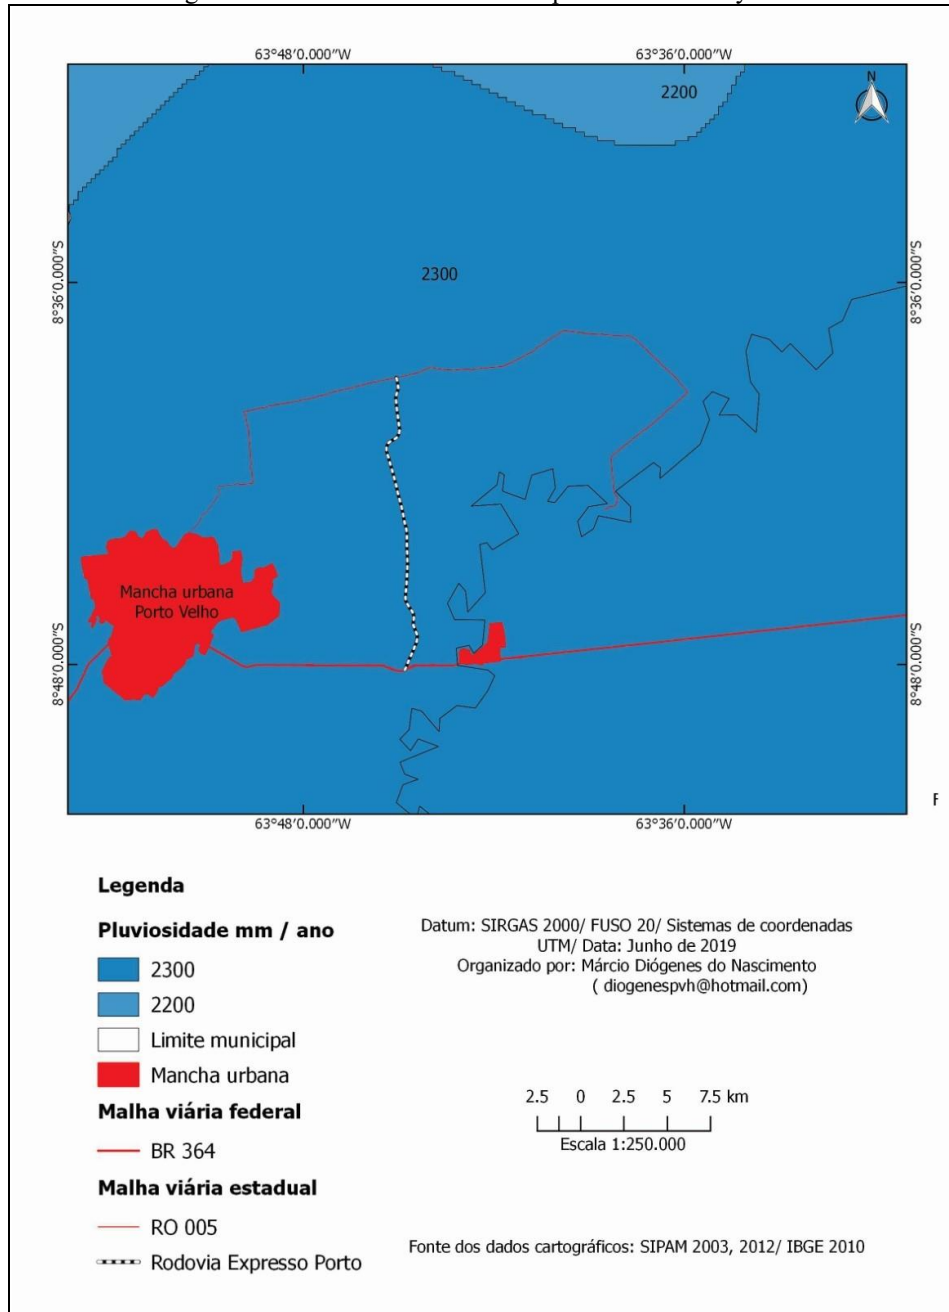 63°48′0.000″W 63°36′0.000″W
2200
N
8°36′0.000″S 8°36′0.000″S
2300
Mancha urbana
Porto Velho
8°48′0.000″S 8°48′0.000″S
F
63°48′0.000″W 63°36′0.000″W
Legenda
Pluviosidade mm / ano
2300
2200
Limite municipal
Mancha urbana
Malha viária federal
BR 364
Malha viária estadual
RO 005
Rodovia Expresso Porto
Datum: SIRGAS 2000/ FUSO 20/ Sistemas de coordenadas
UTM/ Data: Junho de 2019
Organizado por: Márcio Diógenes do Nascimento
( diogenespvh@hotmail.com)
2.5 0 2.5 5 7.5 km
Escala 1:250.000
Fonte dos dados cartográficos: SIPAM 2003, 2012/ IBGE 2010